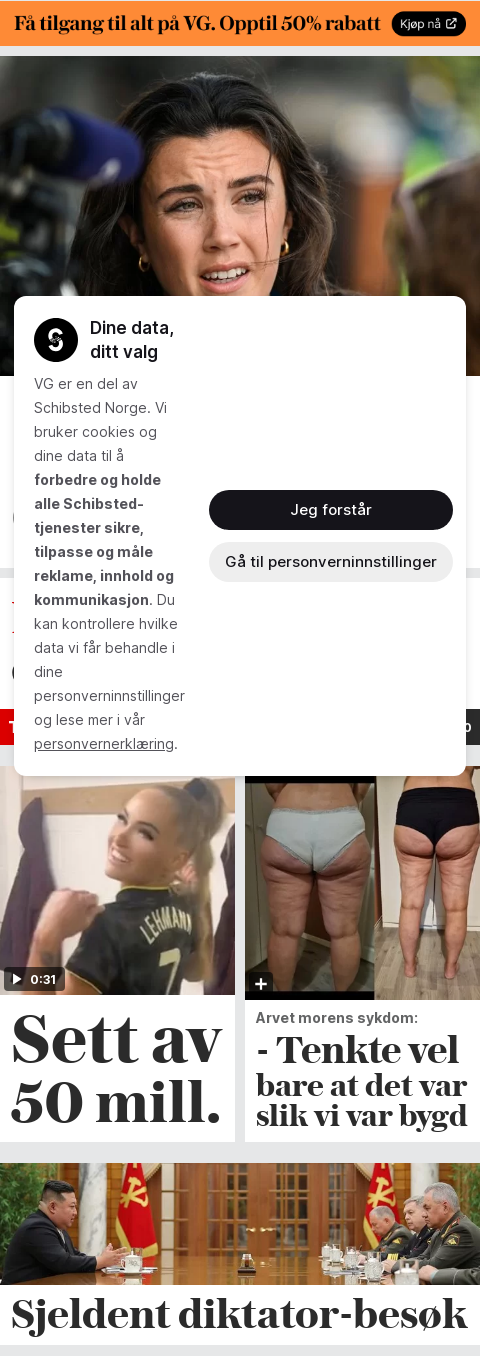 Få tilgang til alt på VG. Opptil 50% rabatt
Kjøp nå
Dine data,
ditt valg
VG er en del av
Schibsted Norge. Vi
bruker cookies og
dine data til å
forbedre og holde
alle Schibsted-
tjenester sikre,
tilpasse og måle
reklame, innhold og
kommunikasjon. Du
kan kontrollere hvilke
data vi får behandle i
dine
personverninnstillinger
og lese mer i vår
personvernerklæring.
Jeg forstår
Gå til personverninnstillinger
LEHMANN
7
0:31
Sett av
50 mill.
Arvet morens sykdom:
- Tenkte vel
bare at det var
slik vi var bygd
Sjeldent diktator-besøk